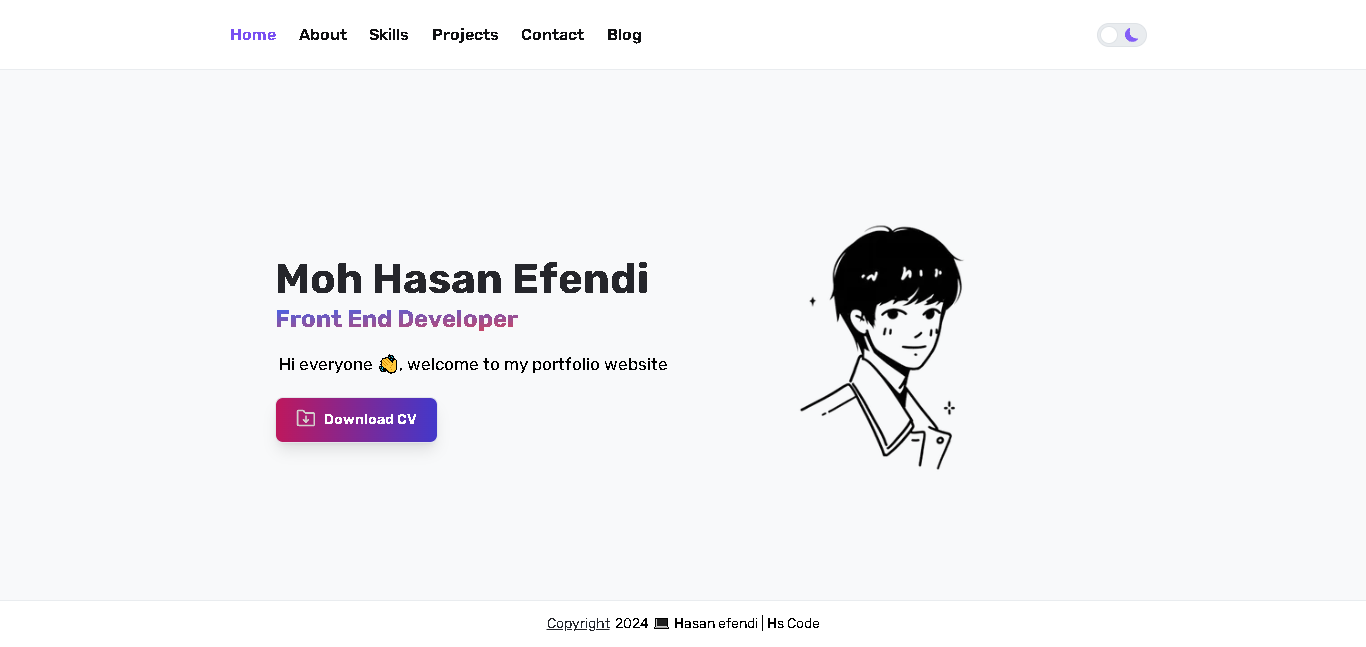 Home About Skills Projects Contact Blog
Moh Hasan Efendi
Front End Developer
Hi everyone 👏, welcome to my portfolio website
Download CV
Copyright 2024 💻 Hasan efendi | Hs Code